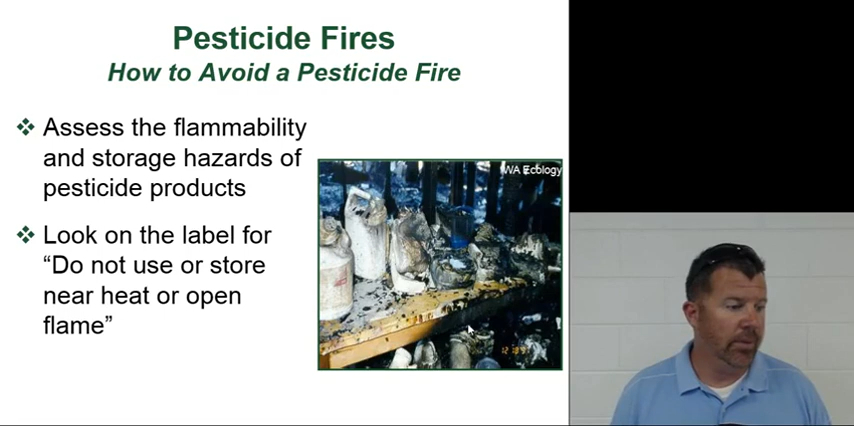 Pesticide Fires
How to Avoid a Pesticide Fire
Assess the flammability
and storage hazards of
pesticide products
Look on the label for
“Do not use or store
near heat or open
flame”
WA Ecology